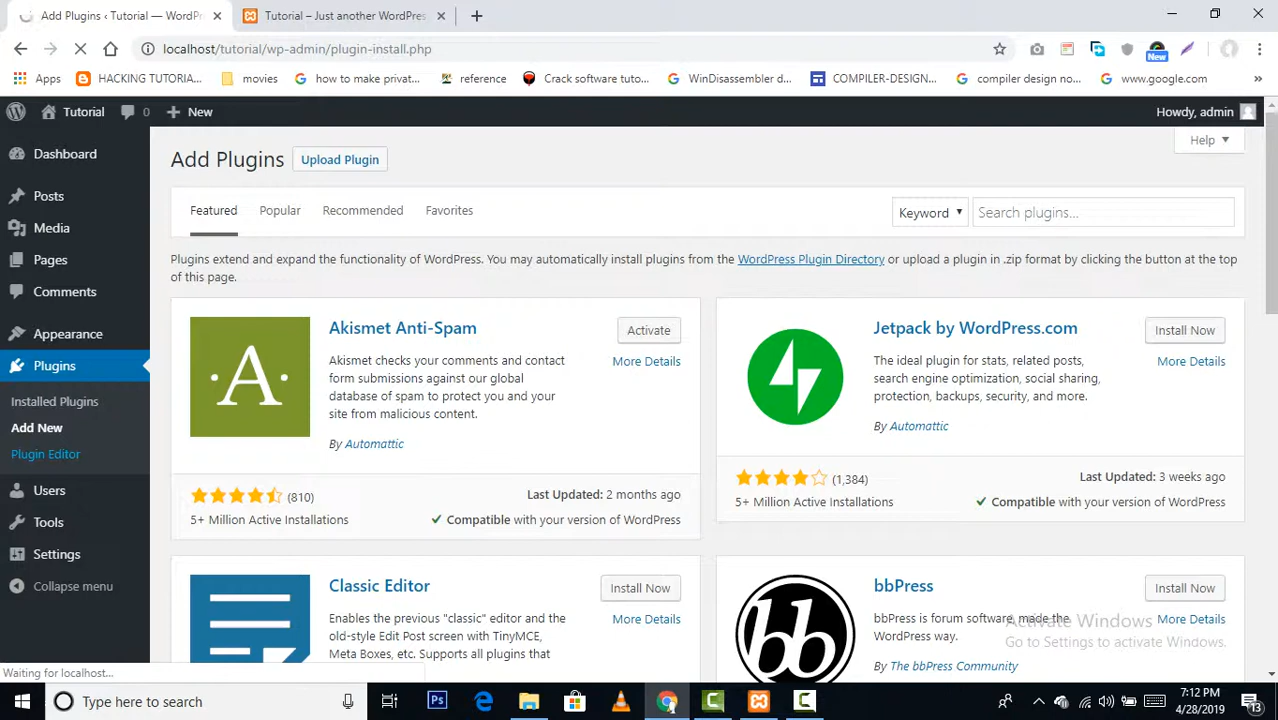 Add Plugins ‹ Tutorial — WordPr
Tutorial – Just another WordPres
localhost/tutorial/wp-admin/plugin-install.php
New
Apps
HACKING TUTORIA...
movies
how to make privat...
reference
Crack software tuto...
WinDisassembler d...
COMPILER-DESIGN...
compiler design no...
www.google.com
»
Tutorial
0
New
Howdy, admin
Help
Dashboard
Posts
Media
Pages
Comments
Appearance
Plugins
Installed Plugins
Add New
Plugin Editor
Users
Tools
Settings
Collapse menu
Add Plugins
Upload Plugin
Featured
Popular
Recommended
Favorites
Keyword
Search plugins...
Plugins extend and expand the functionality of WordPress. You may automatically install plugins from the WordPress Plugin Directory or upload a plugin in .zip format by clicking the button at the top
of this page.
A
Akismet Anti-Spam
Activate
More Details
Akismet checks your comments and contact
form submissions against our global
database of spam to protect you and your
site from malicious content.
By Automattic
(810)
5+ Million Active Installations
Last Updated: 2 months ago
Compatible with your version of WordPress
Jetpack by WordPress.com
Install Now
More Details
The ideal plugin for stats, related posts,
search engine optimization, social sharing,
protection, backups, security, and more.
By Automattic
(1,384)
5+ Million Active Installations
Last Updated: 3 weeks ago
Compatible with your version of WordPress
Classic Editor
Install Now
More Details
Enables the previous "classic" editor and the
old-style Edit Post screen with TinyMCE,
Meta Boxes, etc. Supports all plugins that
bb
bbPress
Install Now
More Details
bbPress is forum software, made the
WordPress way.
By The bbPress Community
Activate Windows
Go to Settings to activate Windows.
Waiting for localhost...
Type here to search
Ps
7:12 PM
4/28/2019
13